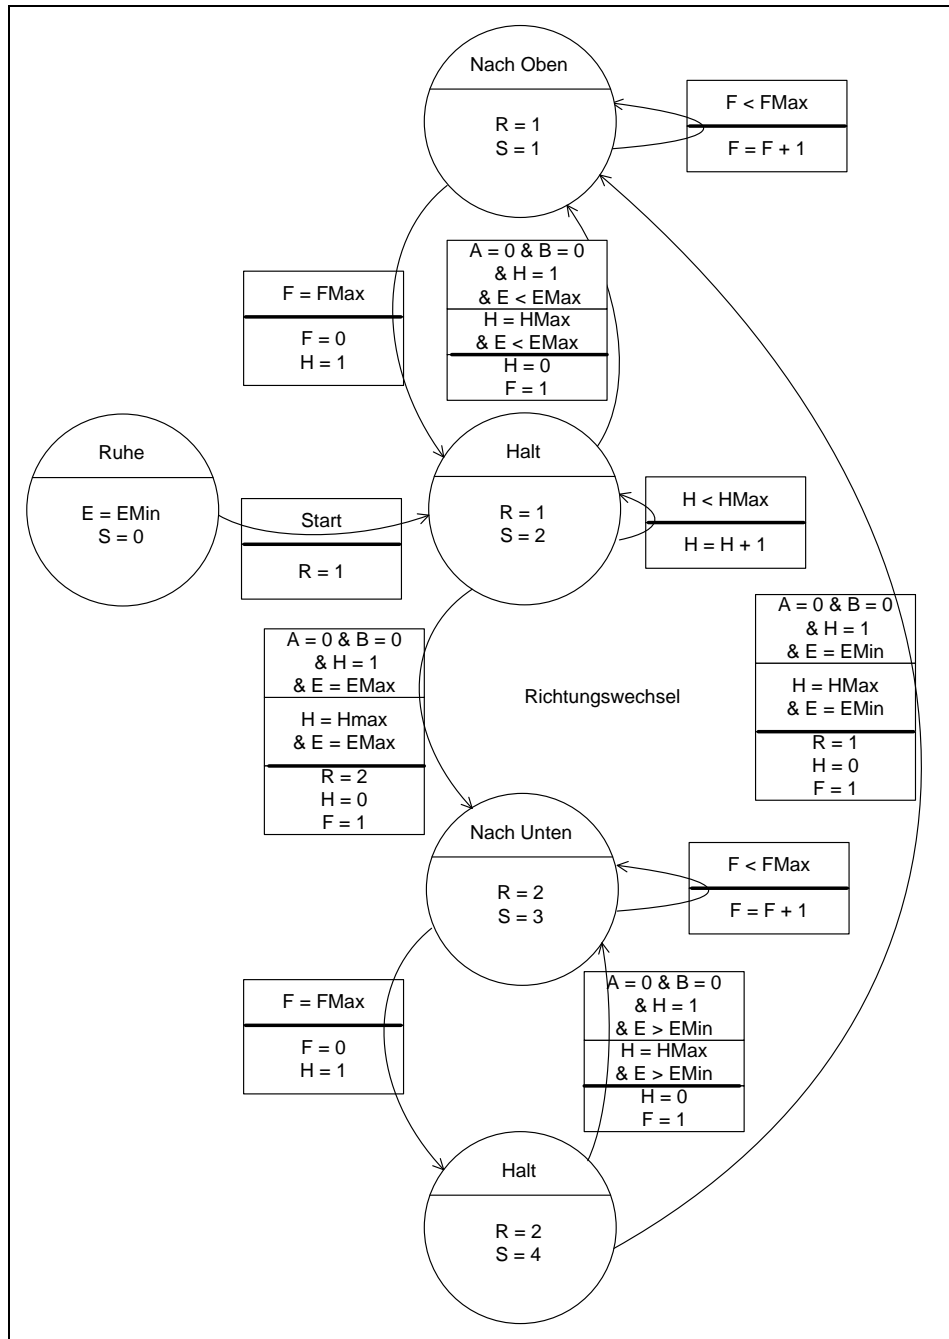 Nach Oben
R = 1
S = 1
F < FMax
F = F + 1
F = FMax
F = 0
H = 1
A = 0 & B = 0
& H = 1
& E < EMax
H = HMax
& E < EMax
H = 0
F = 1
Ruhe
E = EMin
S = 0
Start
R = 1
Halt
R = 1
S = 2
H < HMax
H = H + 1
A = 0 & B = 0
& H = 1
& E = EMax
H = Hmax
& E = EMax
R = 2
H = 0
F = 1
Richtungswechsel
A = 0 & B = 0
& H = 1
& E = EMin
H = HMax
& E = EMin
R = 1
H = 0
F = 1
Nach Unten
R = 2
S = 3
F < FMax
F = F + 1
F = FMax
F = 0
H = 1
A = 0 & B = 0
& H = 1
& E > EMin
H = HMax
& E > EMin
H = 0
F = 1
Halt
R = 2
S = 4